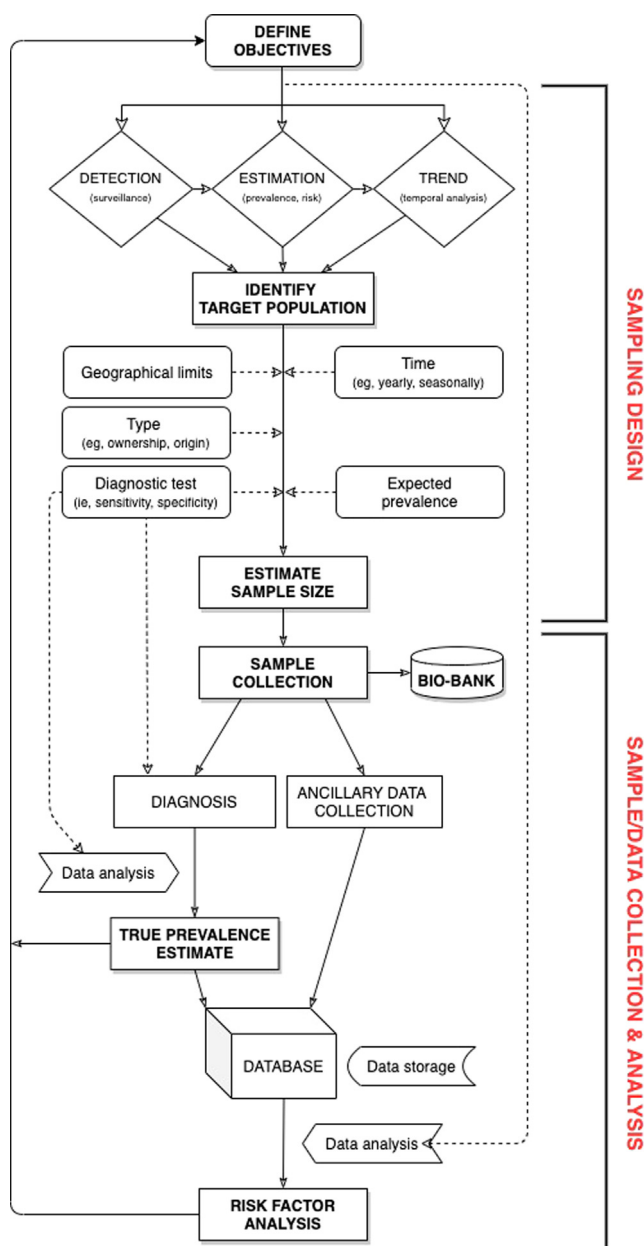 DEFINE
OBJECTIVES
DETECTION
(surveillance)
ESTIMATION
(prevalence, risk)
TREND
(temporal analysis)
IDENTIFY
TARGET POPULATION
Geographical limits
Time
(eg, yearly, seasonally)
Type
(eg, ownership, origin)
Diagnostic test
(ie, sensitivity, specificity)
Expected
prevalence
ESTIMATE
SAMPLE SIZE
SAMPLING DESIGN
SAMPLE
COLLECTION
BIO-BANK
DIAGNOSIS
ANCILLARY DATA
COLLECTION
Data analysis
TRUE PREVALENCE
ESTIMATE
DATABASE
Data storage
Data analysis
RISK FACTOR
ANALYSIS
SAMPLE/DATA COLLECTION & ANALYSIS